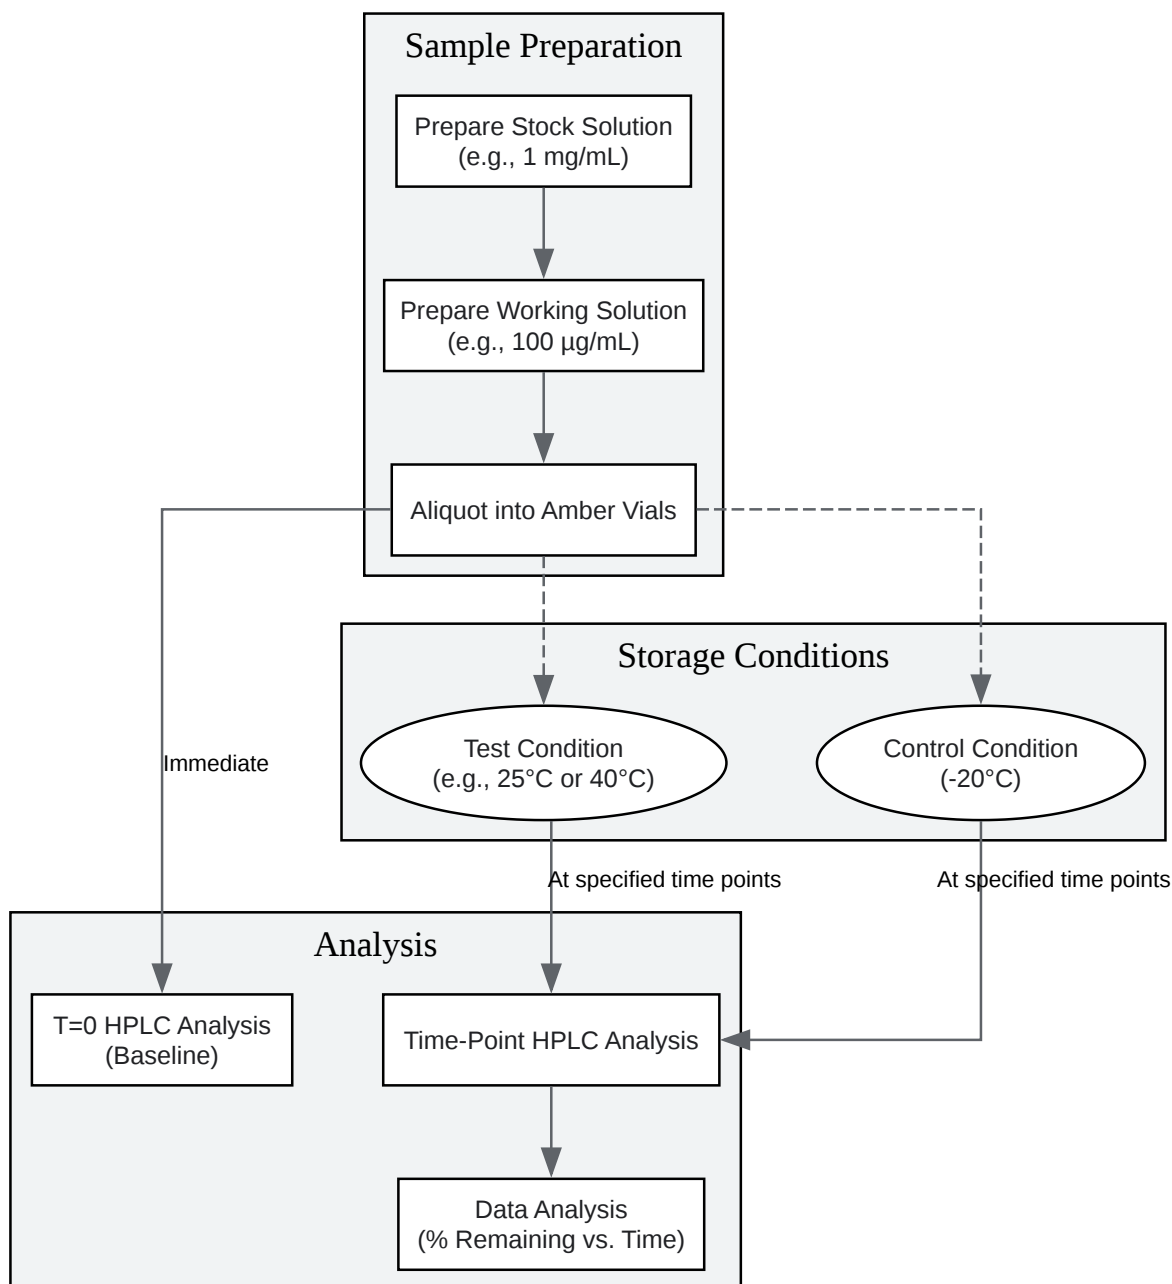 Sample Preparation
Prepare Stock Solution
(e.g., 1 mg/mL)
Prepare Working Solution
(e.g., 100 µg/mL)
Aliquot into Amber Vials
Storage Conditions
Test Condition
(e.g., 25°C or 40°C)
Control Condition
(-20°C)
Immediate
At specified time points
At specified time points
Analysis
T=0 HPLC Analysis
(Baseline)
Time-Point HPLC Analysis
Data Analysis
(% Remaining vs. Time)